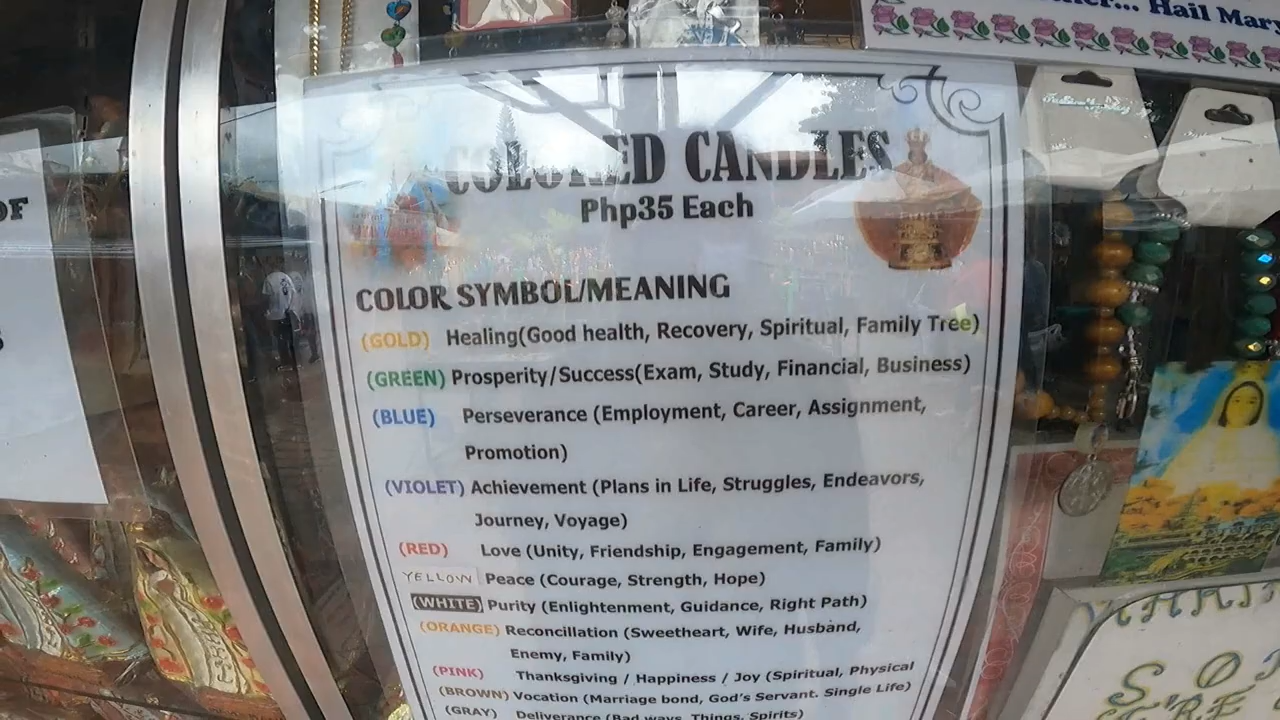 other... Hail Mary
OF
COLORED CANDLES
Php35 Each
COLOR SYMBOL/MEANING
(GOLD) Healing(Good health, Recovery, Spiritual, Family Tree)
(GREEN) Prosperity/Success(Exam, Study, Financial, Business)
(BLUE) Perseverance (Employment, Career, Assignment,
Promotion)
(VIOLET) Achievement (Plans in Life, Struggles, Endeavors,
Journey, Voyage)
(RED) Love (Unity, Friendship, Engagement, Family)
YELLOW Peace (Courage, Strength, Hope)
(WHITE) Purity (Enlightenment, Guidance, Right Path)
(ORANGE) Reconcillation (Sweetheart, Wife, Husband,
Enemy, Family)
(PINK) Thanksgiving / Happiness / Joy (Spiritual, Physical
(BROWN) Vocation (Marriage bond, God's Servant. Single Life)
(GRAY) Deliverance (Bad ways, Things, Spirits)